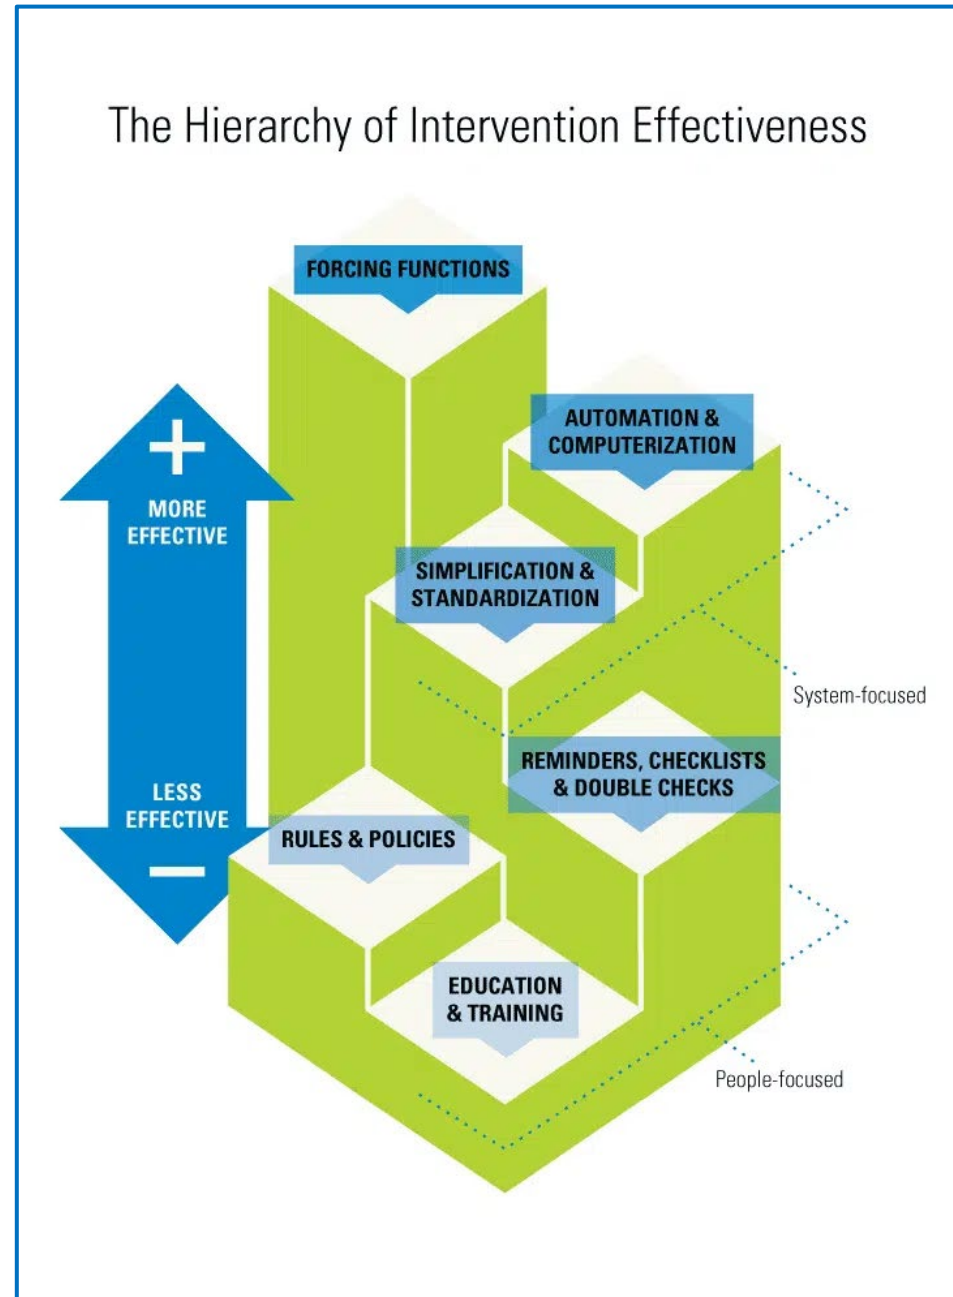 The Hierarchy of Intervention Effectiveness
FORCING FUNCTIONS
AUTOMATION &
COMPUTERIZATION
+
MORE
EFFECTIVE
SIMPLIFICATION &
STANDARDIZATION
System-focused
REMINDERS, CHECKLISTS
& DOUBLE CHECKS
LESS
EFFECTIVE
–
RULES & POLICIES
EDUCATION
& TRAINING
People-focused